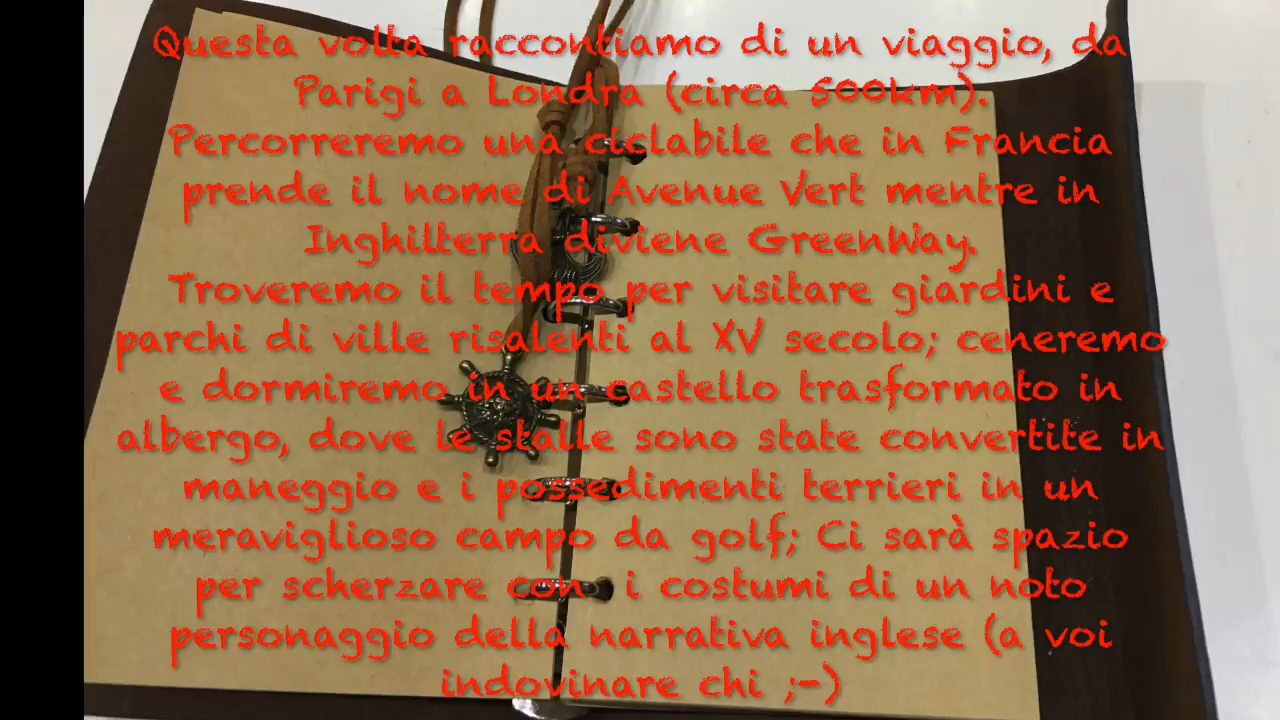 Questa volta raccontiamo di un viaggio, da
Parigi a Londra (circa 500km).
Percorreremo una ciclabile che in Francia
prende il nome di Avenue Vert mentre in
Inghilterra diviene GreenWay.
Troveremo il tempo per visitare giardini e
parchi di ville risalenti al XV secolo; ceneremo
e dormiremo in un castello trasformato in
albergo, dove le stalle sono state convertite in
maneggio e i possedimenti terrieri in un
meraviglioso campo da golf; Ci sarà spazio
per scherzare con i costumi di un noto
personaggio della narrativa inglese (a voi
indovinare chi ;-)